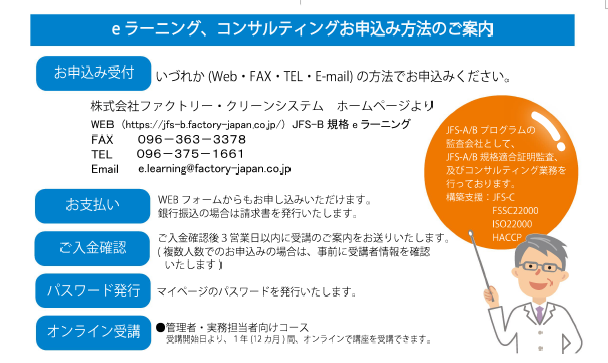 e ラーニング、コンサルティングお申込み方法のご案内
お申込み受付
いづれか (Web・FAX・TEL・E-mail) の方法でお申込みください。
株式会社ファクトリー・クリーンシステム　ホームページより
WEB（https://jfs-b.factory-japan.co.jp/）JFS-B 規格 e ラーニング
FAX　　096-363-3378
TEL　　096-375-1661
Email　e.learning@factory-japan.co.jp
JFS-A/B プログラムの
監査会社として、
JFS-A/B 規格適合証明監査、
及びコンサルティング業務を
行っております。
構築支援：JFS-C
FSSC22000
ISO22000
HACCP
お支払い
WEB フォームからもお申し込みいただけます。
銀行振込の場合は請求書を発行いたします。
ご入金確認
ご入金確認後３営業日以内に受講のご案内をお送りいたします。
( 複数人数でのお申込みの場合は、事前に受講者情報を確認
いたします )
パスワード発行
マイページのパスワードを発行いたします。
オンライン受講
●管理者・実務担当者向けコース
受講開始日より、１年 (12 カ月 ) 間、オンラインで講座を受講できます。